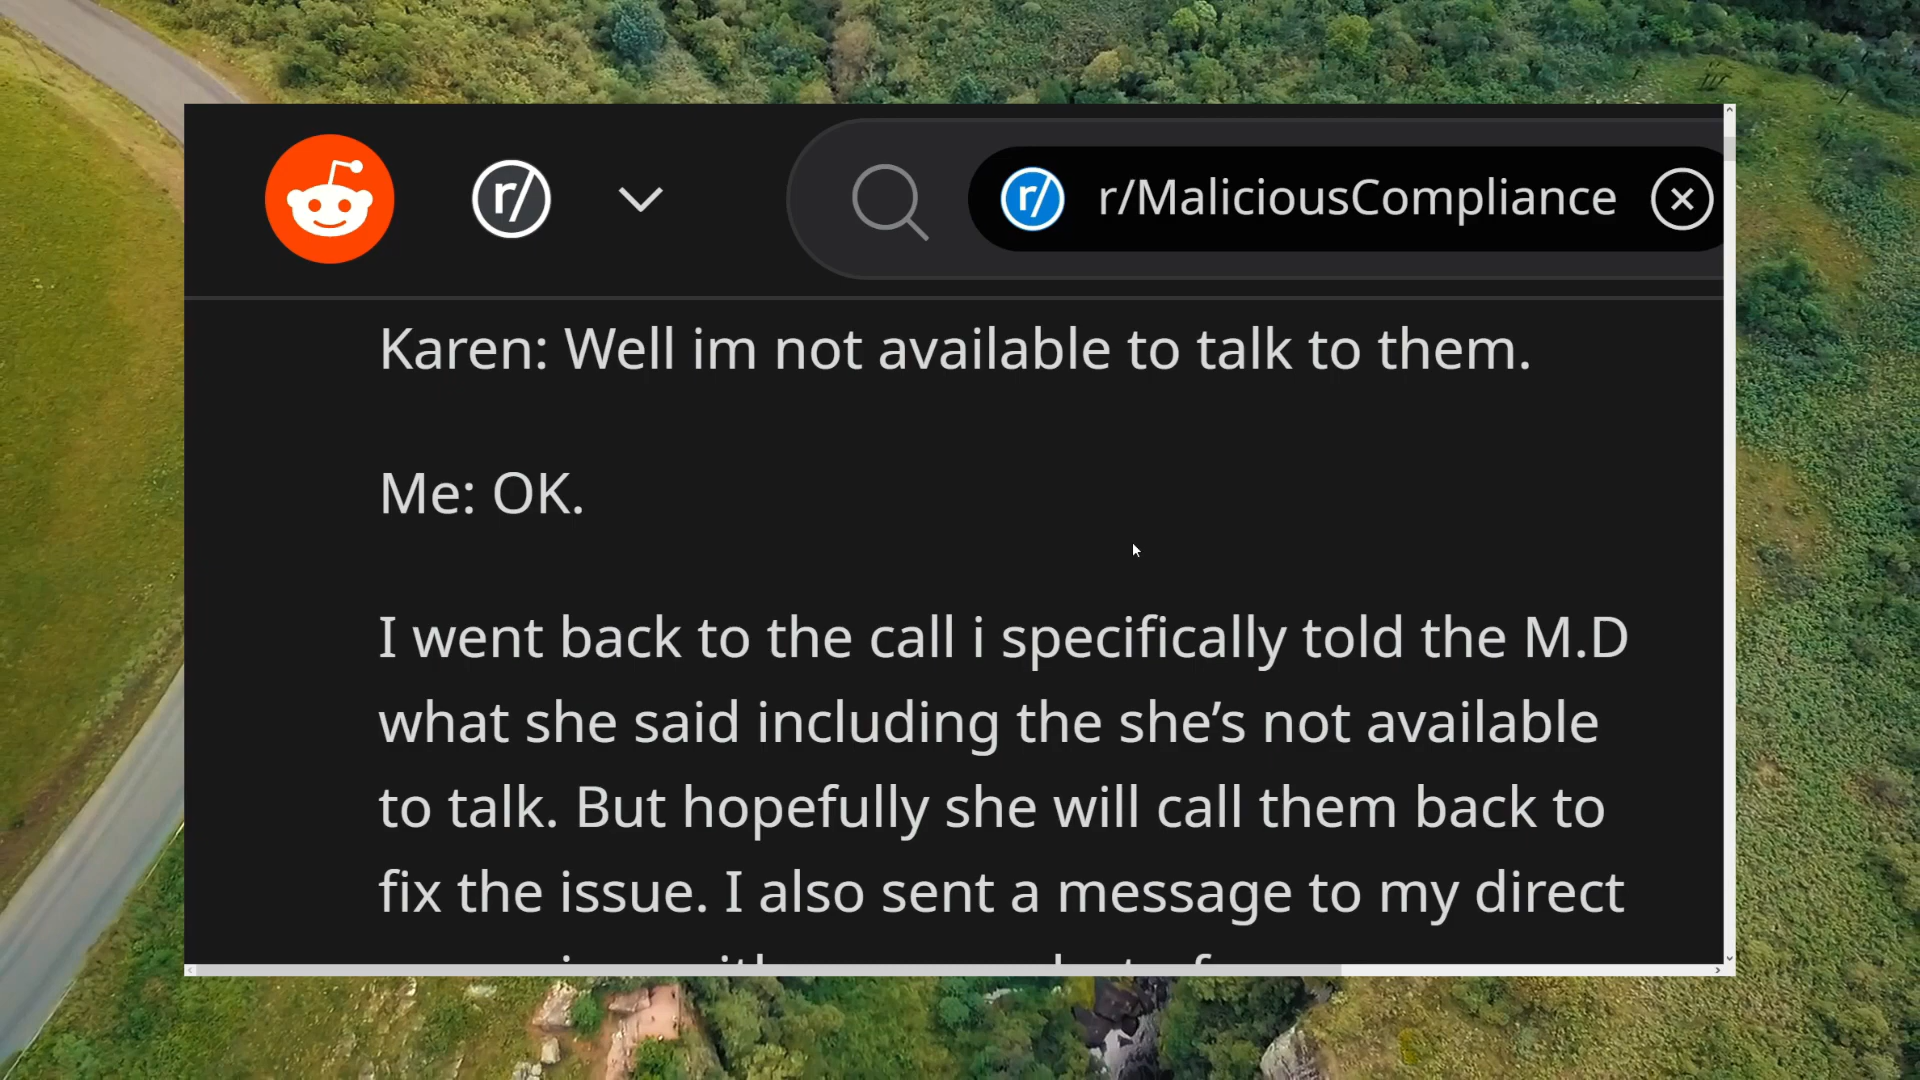 r/ r/ r/MaliciousCompliance
Karen: Well im not available to talk to them.
Me: OK.
I went back to the call i specifically told the M.D
what she said including the she’s not available
to talk. But hopefully she will call them back to
fix the issue. I also sent a message to my direct